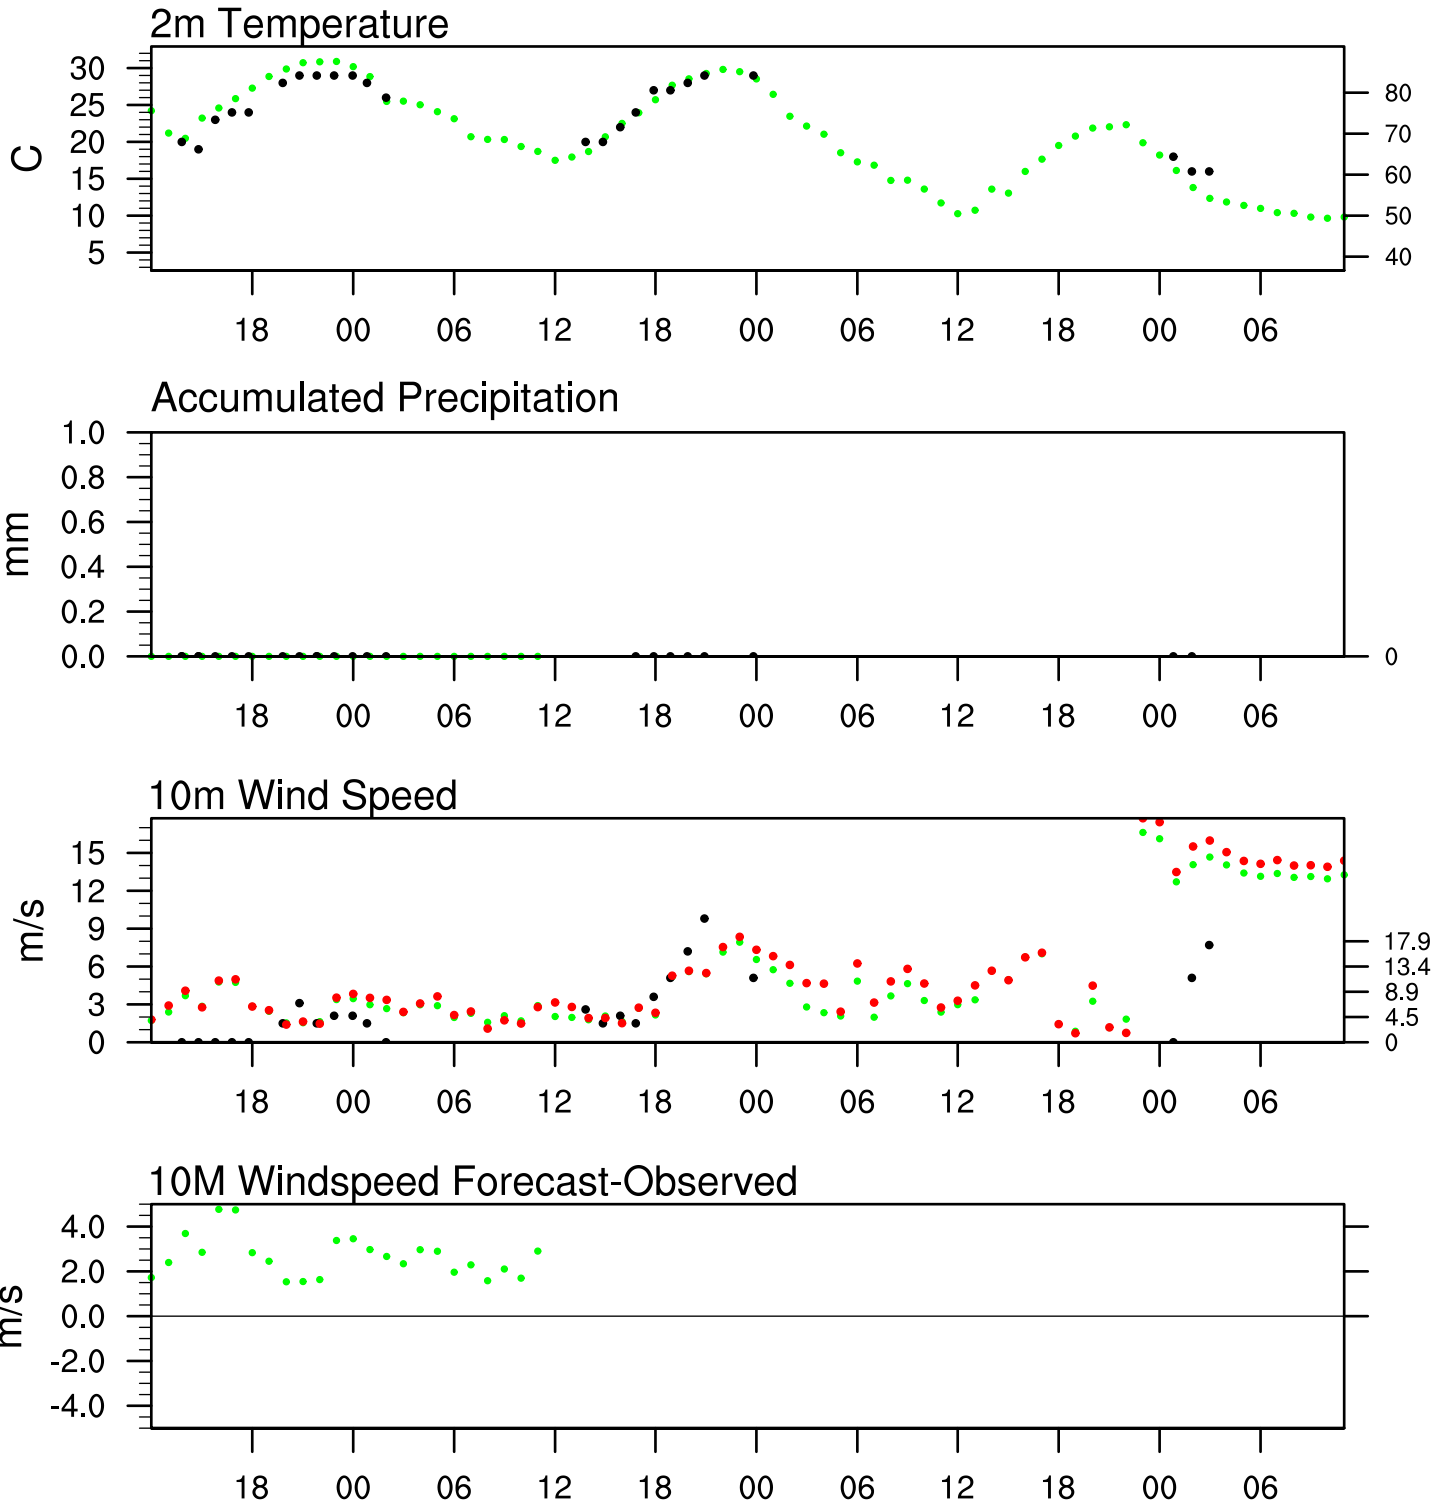 2m Temperature
30
25
20
15
10
5
C
80
70
60
50
40
18 00 06 12 18 00 06 12 18 00 06
Accumulated Precipitation
1.0
0.8
0.6
0.4
0.2
0.0
mm
0
18 00 06 12 18 00 06 12 18 00 06
10m Wind Speed
15
12
9
6
3
0
m/s
17.9
13.4
8.9
4.5
0
18 00 06 12 18 00 06 12 18 00 06
10M Windspeed Forecast-Observed
4.0
2.0
0.0
-2.0
-4.0
m/s
18 00 06 12 18 00 06 12 18 00 06